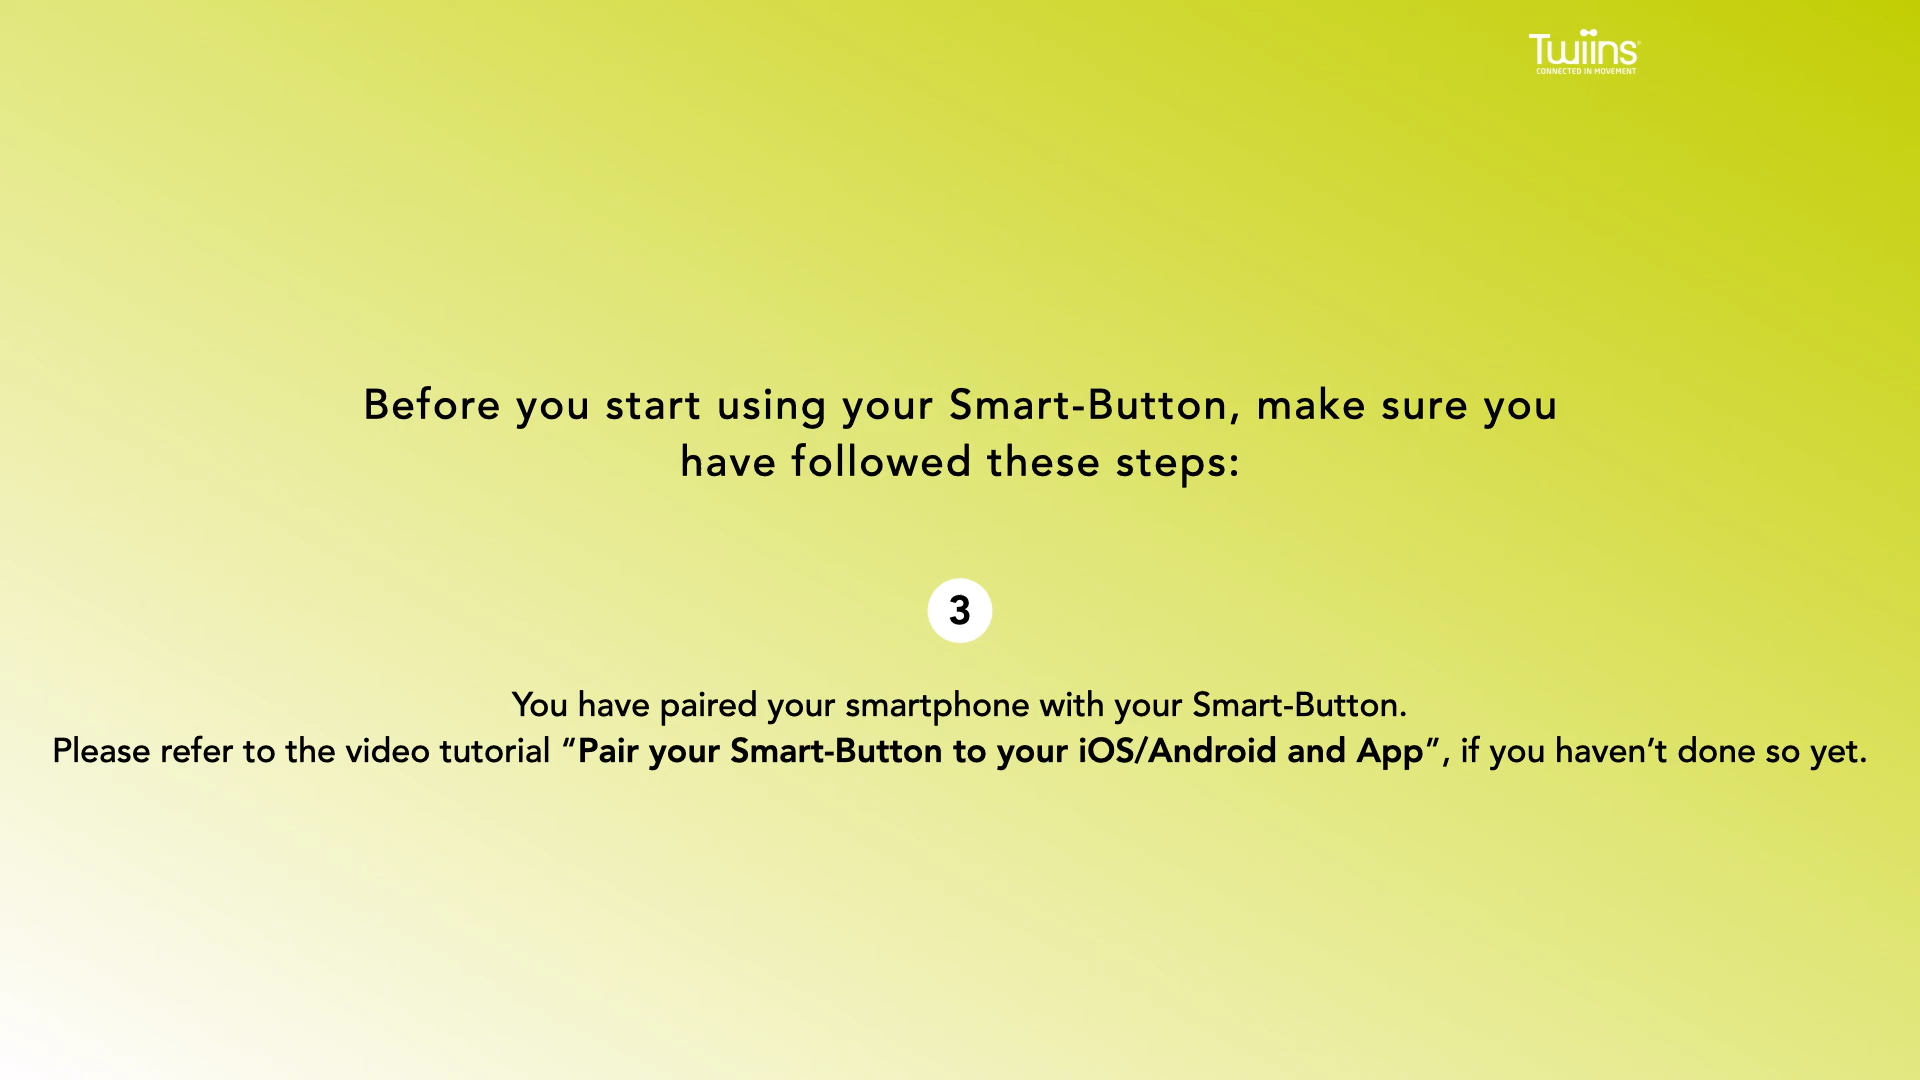 Twiins®
CONNECTED IN MOVEMENT
Before you start using your Smart-Button, make sure you
have followed these steps:
3
You have paired your smartphone with your Smart-Button.
Please refer to the video tutorial “Pair your Smart-Button to your iOS/Android and App”, if you haven’t done so yet.